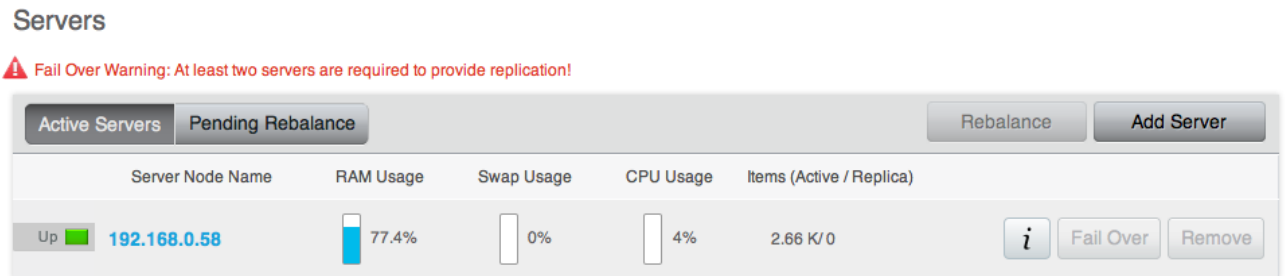 Servers
Fail Over Warning: At least two servers are required to provide replication!
Active Servers Pending Rebalance Rebalance Add Server
Server Node Name RAM Usage Swap Usage CPU Usage Items (Active / Replica)
Up 192.168.0.58 77.4% 0% 4% 2.66 K/ 0 i Fail Over Remove